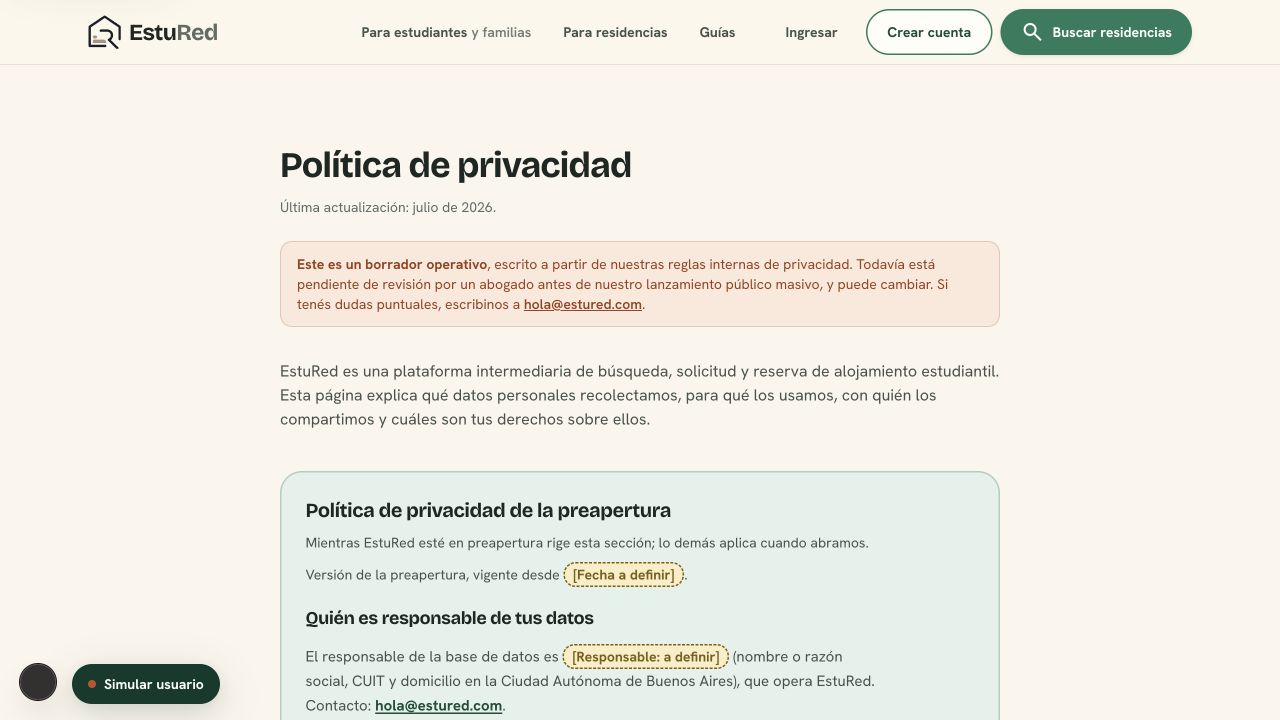 EstuRed
Para estudiantes y familias
Para residencias
Guías
Ingresar
Crear cuenta
Buscar residencias
Política de privacidad
Última actualización: julio de 2026.
Este es un borrador operativo, escrito a partir de nuestras reglas internas de privacidad. Todavía está
pendiente de revisión por un abogado antes de nuestro lanzamiento público masivo, y puede cambiar. Si
tenés dudas puntuales, escribinos a hola@estured.com.
EstuRed es una plataforma intermediaria de búsqueda, solicitud y reserva de alojamiento estudiantil.
Esta página explica qué datos personales recolectamos, para qué los usamos, con quién los
compartimos y cuáles son tus derechos sobre ellos.
Política de privacidad de la preapertura
Mientras EstuRed esté en preapertura rige esta sección; lo demás aplica cuando abramos.
Versión de la preapertura, vigente desde [Fecha a definir].
Quién es responsable de tus datos
El responsable de la base de datos es [Responsable: a definir] (nombre o razón
social, CUIT y domicilio en la Ciudad Autónoma de Buenos Aires), que opera EstuRed.
Contacto: hola@estured.com.
Simular usuario